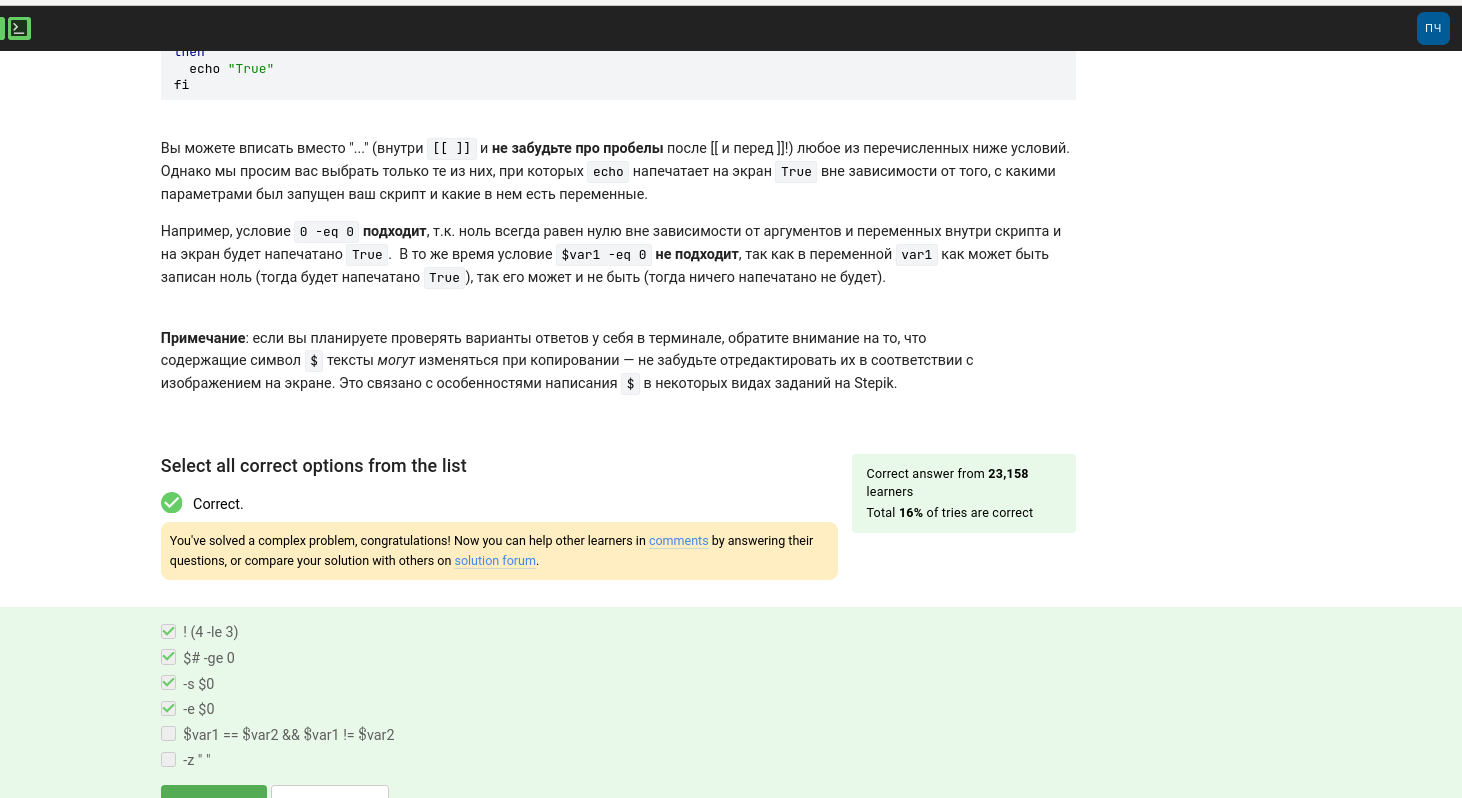 ПЧ
then
echo "True"
fi
Вы можете вписать вместо "..." (внутри [[ ]] и не забудьте про пробелы после [[ и перед ]]!) любое из перечисленных ниже условий.
Однако мы просим вас выбрать только те из них, при которых echo напечатает на экран True вне зависимости от того, с какими
параметрами был запущен ваш скрипт и какие в нем есть переменные.
Например, условие 0 -eq 0 подходит, т.к. ноль всегда равен нулю вне зависимости от аргументов и переменных внутри скрипта и
на экран будет напечатано True. В то же время условие $var1 -eq 0 не подходит, так как в переменной var1 как может быть
записан ноль (тогда будет напечатано True), так его может и не быть (тогда ничего напечатано не будет).
Примечание: если вы планируете проверять варианты ответов у себя в терминале, обратите внимание на то, что
содержащие символ $ тексты могут изменяться при копировании — не забудьте отредактировать их в соответствии с
изображением на экране. Это связано с особенностями написания $ в некоторых видах заданий на Stepik.
Select all correct options from the list
Correct.
You've solved a complex problem, congratulations! Now you can help other learners in comments by answering their
questions, or compare your solution with others on solution forum.
Correct answer from 23,158
learners
Total 16% of tries are correct
! (4 -le 3)
$# -ge 0
-s $0
-e $0
$var1 == $var2 && $var1 != $var2
-z " "